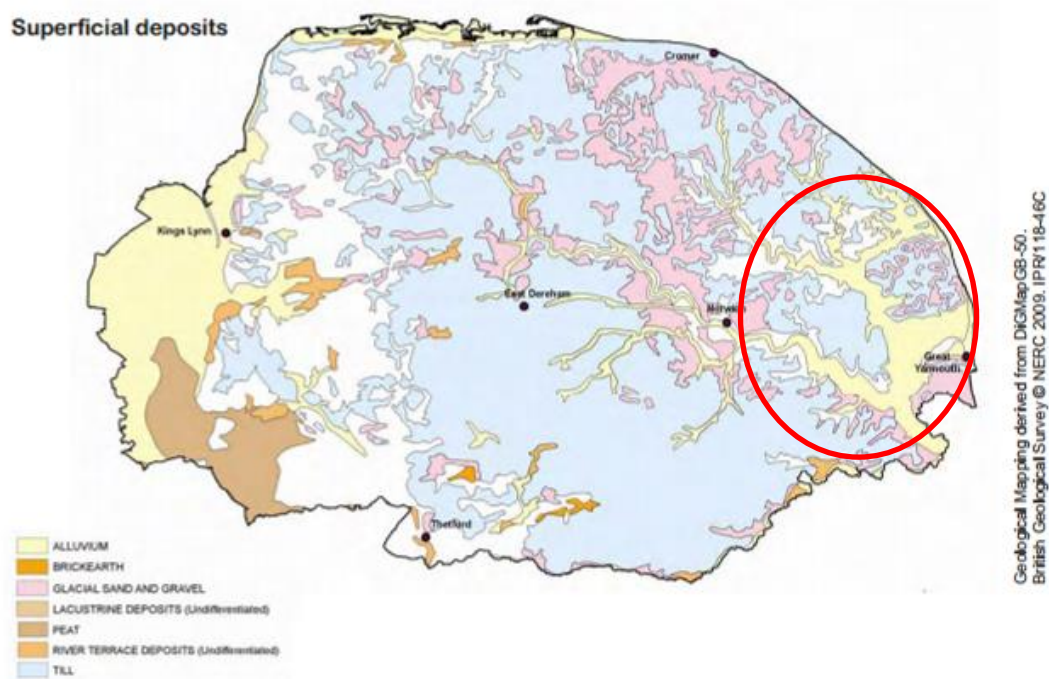 Superficial deposits
Cromer
Kings Lynn
East Dereham
Norwich
Great
Yarmouth
Thetford
ALLUVIUM
BRICKEARTH
GLACIAL SAND AND GRAVEL
LACUSTRINE DEPOSITS (Undifferentiated)
PEAT
RIVER TERRACE DEPOSITS (Undifferentiated)
TILL
Geological Mapping derived from DiGMapGB-50.
British Geological Survey © NERC 2009. IPR/118-46C